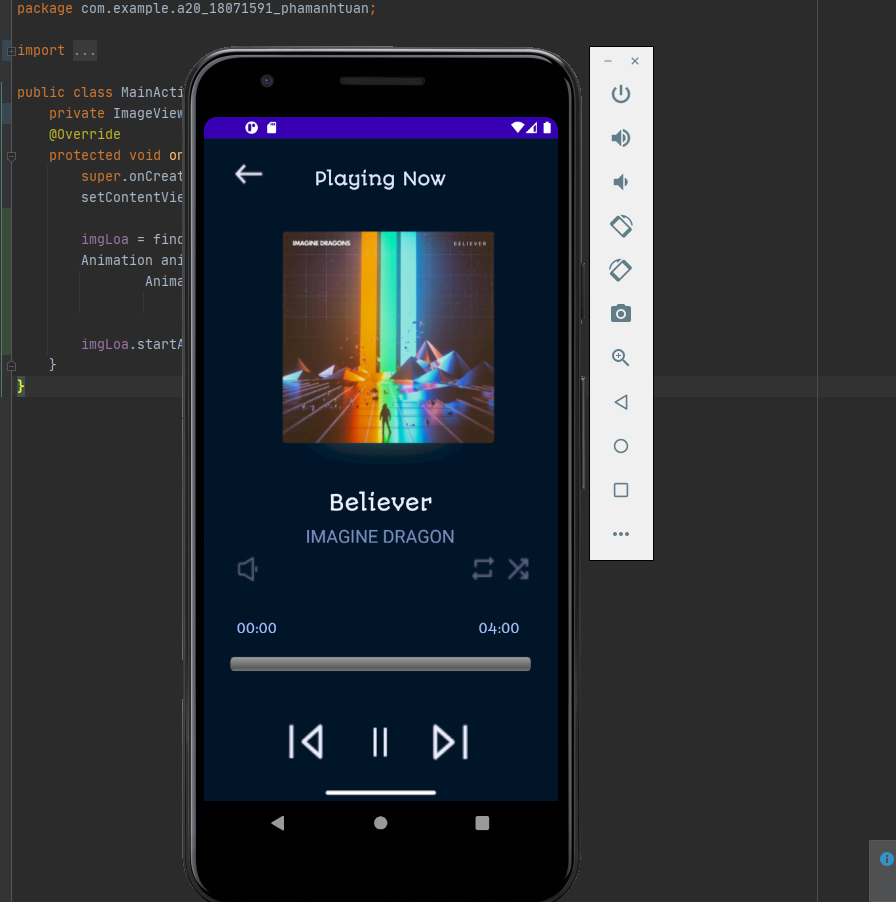 package com.example.a20_18071591_phamanhtuan;
import ...
public class MainActi
private ImageView
@Override
protected void on
super.onCreat
setContentVie
imgLoa = find
Animation ani
Anima
imgLoa.startA
}
}
Playing Now
IMAGINE DRAGONS
BELIEVER
Believer
IMAGINE DRAGON
00:00
04:00